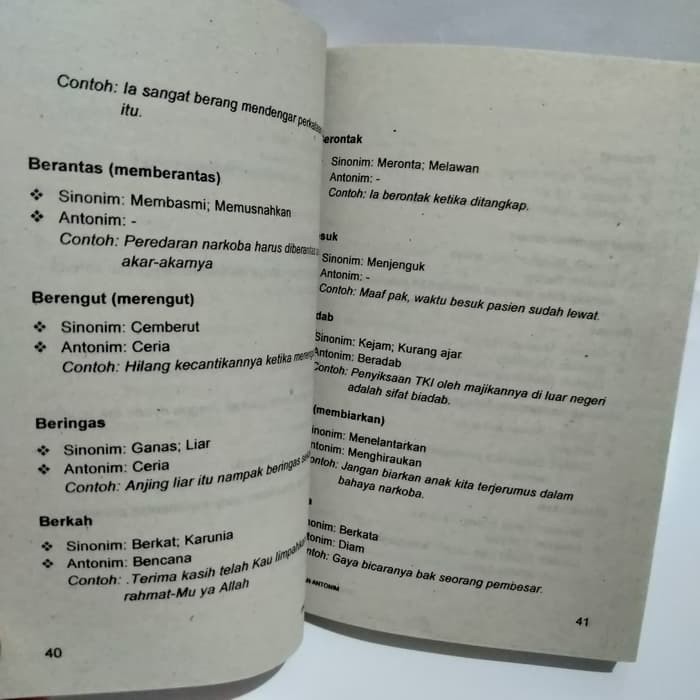 Contoh: Ia sangat berang mendengar
itu.
Berantas (memberantas)
❖ Sinonim: Membasmi; Memusnahkan
❖ Antonim: -
Contoh: Peredaran narkoba harus
akar-akarnya
Berengut (merengut)
❖ Sinonim: Cemberut
❖ Antonim: Ceria
Contoh: Hilang kecantikannya ketika
Beringas
❖ Sinonim: Ganas; Liar
❖ Antonim: Ceria
Contoh: Anjing liar itu nampak beringas
Berkah
❖ Sinonim: Berkat; Karunia
❖ Antonim: Bencana
Contoh: .Terima kasih telah Kau
rahmat-Mu ya Allah
40
erontak
Sinonim: Meronta; Melawan
Antonim: -
Contoh: Ia berontak ketika ditangkap.
suk
Sinonim: Menjenguk
Antonim: -
Contoh: Maaf pak, waktu besuk pasien sudah lewat.
dab
Sinonim: Kejam; Kurang ajar
Antonim: Beradab
Contoh: Penyiksaan TKI oleh majikannya di luar negeri
adalah sifat biadab.
(membiarkan)
inonim: Menelantarkan
ntonim: Menghiraukan
ontoh: Jangan biarkan anak kita terjerumus dalam
bahaya narkoba.
onim: Berkata
tonim: Diam
ntoh: Gaya bicaranya bak seorang pembesar.
ANTONIM
41